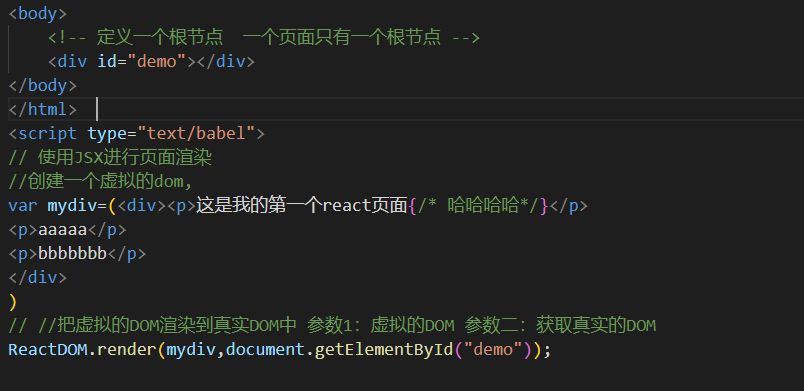 <body>
    <!-- 定义一个根节点  一个页面只有一个根节点 -->
    <div id="demo"></div>
</body>
</html>
<script type="text/babel">
// 使用JSX进行页面渲染
//创建一个虚拟的dom,
var mydiv=(<div><p>这是我的第一个react页面{/* 哈哈哈哈*/}</p>
<p>aaaaa</p>
<p>bbbbbbb</p>
</div>
)
// //把虚拟的DOM渲染到真实DOM中 参数1: 虚拟的DOM 参数二: 获取真实的DOM
ReactDOM.render(mydiv,document.getElementById("demo"));